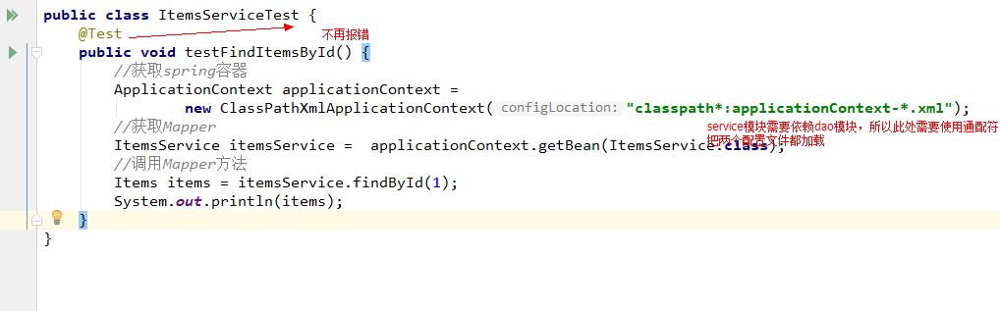 public class ItemsServiceTest {
@Test
不再报错
public void testFindItemsById() {
//获取spring容器
ApplicationContext applicationContext =
new ClassPathXmlApplicationContext( configLocation: "classpath*:applicationContext-*.xml");
//获取Mapper
service模块需要依赖dao模块，所以此处需要使用通配符
把两个配置文件都加载
ItemsService itemsService =  applicationContext.getBean(ItemsService.class);
//调用Mapper方法
Items items = itemsService.findById(1);
System.out.println(items);
}
}